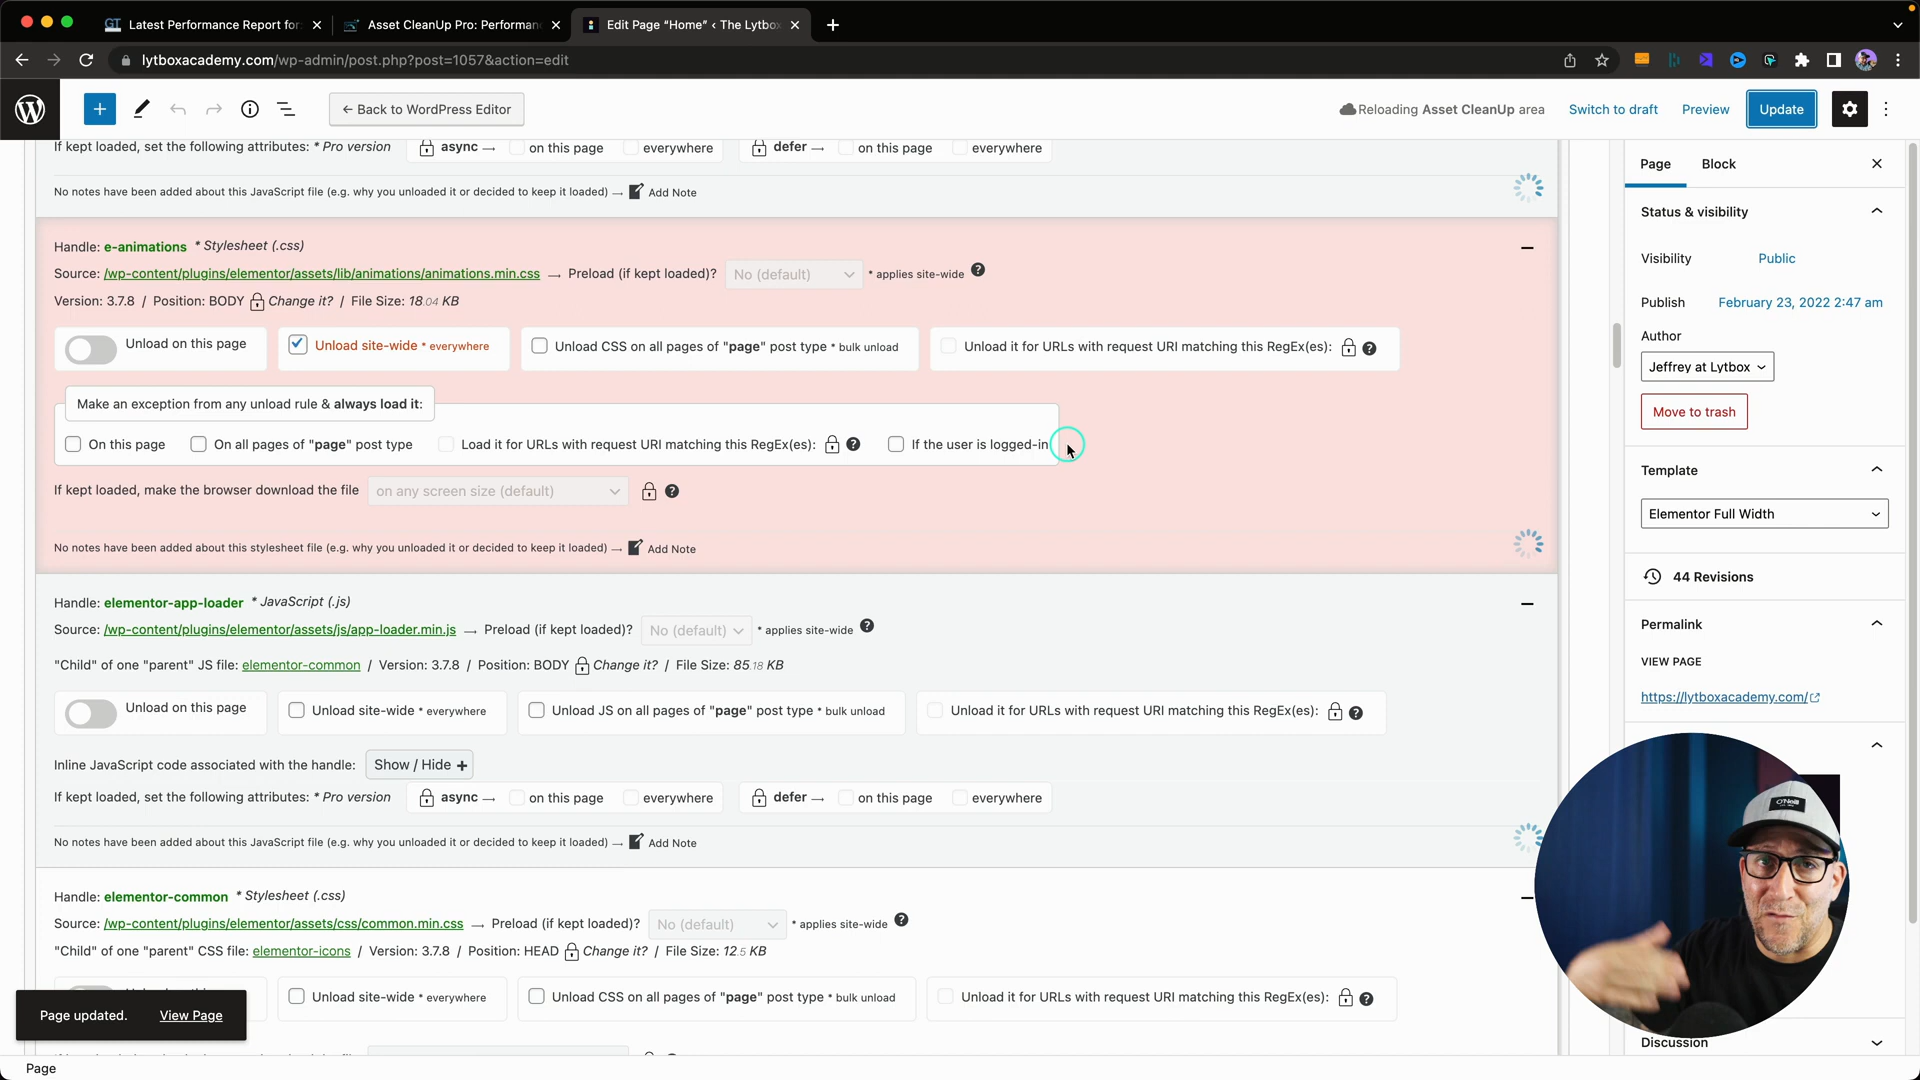 Latest Performance Report for:
Asset CleanUp Pro: Performan
Edit Page “Home” ‹ The Lytbo
lytboxacademy.com/wp-admin/post.php?post=1057&action=edit
← Back to WordPress Editor
Reloading Asset CleanUp area
Switch to draft
Preview
Update
If kept loaded, set the following attributes: * Pro version
async →
on this page
everywhere
defer →
on this page
everywhere
No notes have been added about this JavaScript file (e.g. why you unloaded it or decided to keep it loaded) →
Add Note
Handle: e-animations * Stylesheet (.css)
Source: /wp-content/plugins/elementor/assets/lib/animations/animations.min.css → Preload (if kept loaded)? No (default) * applies site-wide
Version: 3.7.8 / Position: BODY Change it? / File Size: 18.04 KB
Unload on this page
Unload site-wide * everywhere
Unload CSS on all pages of "page" post type * bulk unload
Unload it for URLs with request URI matching this RegEx(es):
Make an exception from any unload rule & always load it:
On this page
On all pages of "page" post type
Load it for URLs with request URI matching this RegEx(es):
If the user is logged-in
If kept loaded, make the browser download the file on any screen size (default)
No notes have been added about this stylesheet file (e.g. why you unloaded it or decided to keep it loaded) →
Add Note
Handle: elementor-app-loader * JavaScript (.js)
Source: /wp-content/plugins/elementor/assets/js/app-loader.min.js → Preload (if kept loaded)? No (default) * applies site-wide
"Child" of one "parent" JS file: elementor-common / Version: 3.7.8 / Position: BODY Change it? / File Size: 85.18 KB
Unload on this page
Unload site-wide * everywhere
Unload JS on all pages of "page" post type * bulk unload
Unload it for URLs with request URI matching this RegEx(es):
Inline JavaScript code associated with the handle: Show / Hide +
If kept loaded, set the following attributes: * Pro version
async →
on this page
everywhere
defer →
on this page
everywhere
No notes have been added about this JavaScript file (e.g. why you unloaded it or decided to keep it loaded) →
Add Note
Handle: elementor-common * Stylesheet (.css)
Source: /wp-content/plugins/elementor/assets/css/common.min.css → Preload (if kept loaded)? No (default) * applies site-wide
"Child" of one "parent" CSS file: elementor-icons / Version: 3.7.8 / Position: HEAD Change it? / File Size: 12.5 KB
Unload site-wide * everywhere
Unload CSS on all pages of "page" post type * bulk unload
Unload it for URLs with request URI matching this RegEx(es):
Page updated.
View Page
Page
Page
Block
Status & visibility
Visibility
Public
Publish
February 23, 2022 2:47 am
Author
Jeffrey at Lytbox
Move to trash
Template
Elementor Full Width
44 Revisions
Permalink
VIEW PAGE
https://lytboxacademy.com/
O'Neill
Discussion